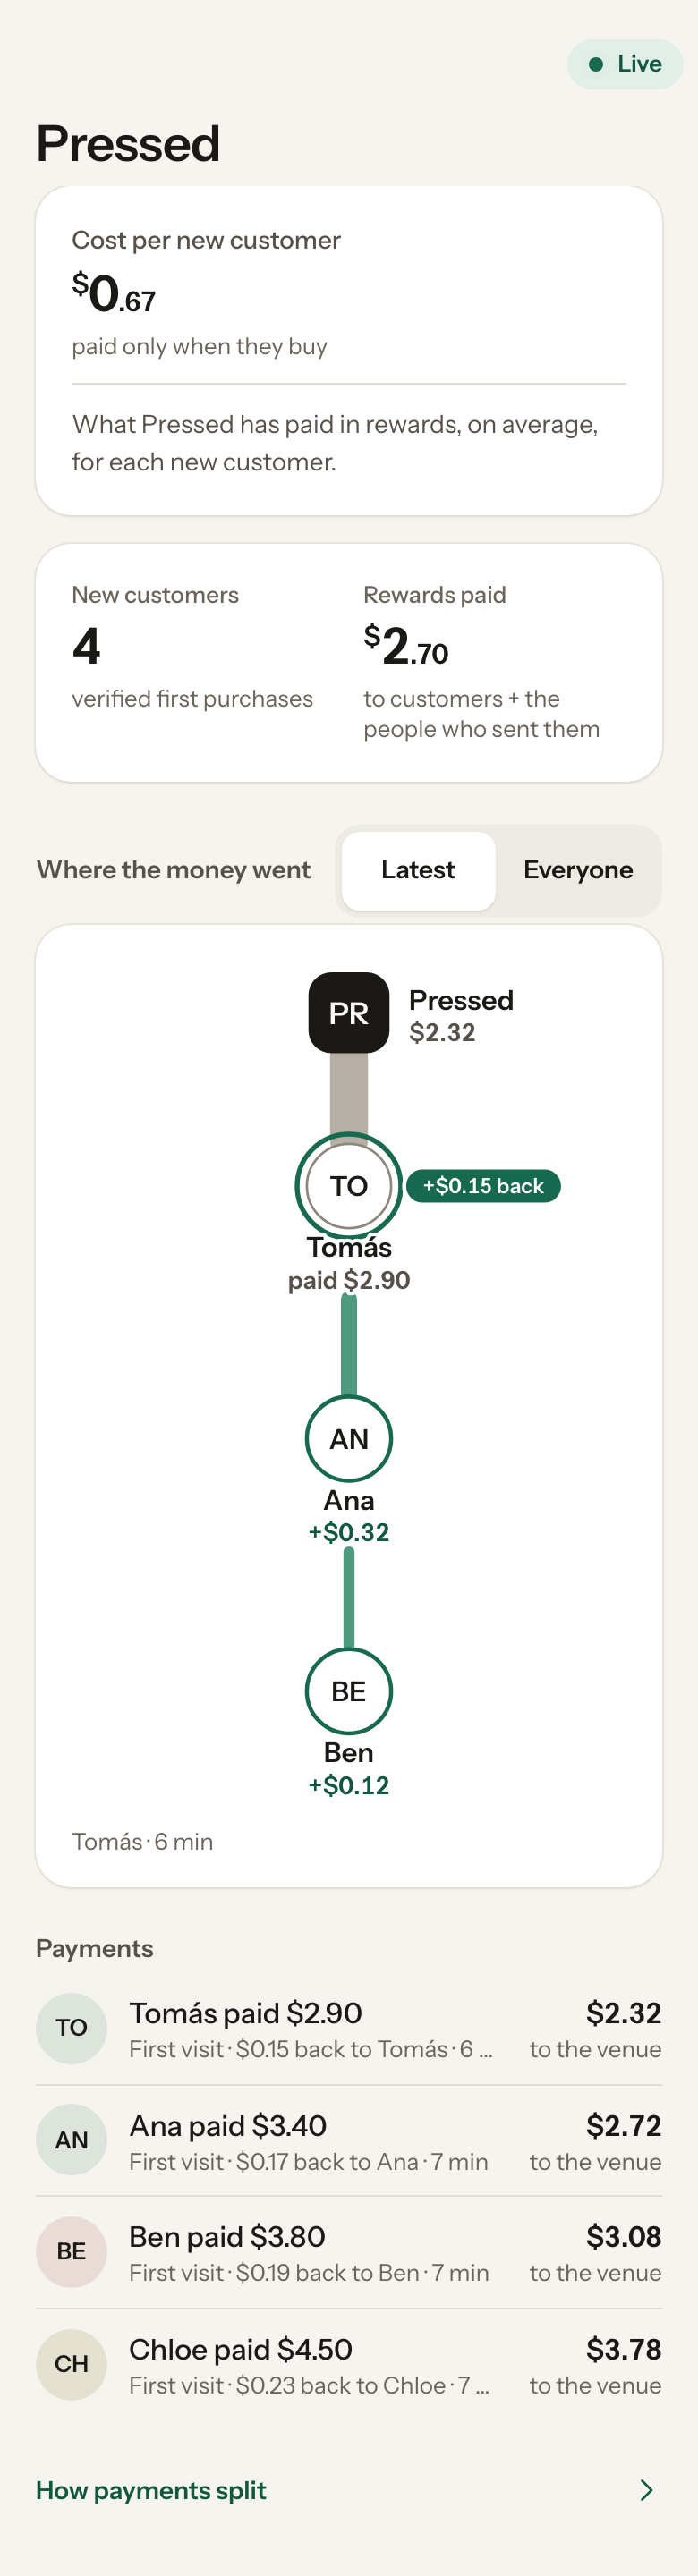 Live
Pressed
Cost per new customer
$0.67
paid only when they buy
What Pressed has paid in rewards, on average,
for each new customer.
New customers
4
verified first purchases
Rewards paid
$2.70
to customers + the
people who sent them
Where the money went
Latest
Everyone
PR
Pressed
$2.32
TO
+$0.15 back
Tomás
paid $2.90
AN
Ana
+$0.32
BE
Ben
+$0.12
Tomás · 6 min
Payments
TO
Tomás paid $2.90
$2.32
First visit · $0.15 back to Tomás · 6 ...
to the venue
AN
Ana paid $3.40
$2.72
First visit · $0.17 back to Ana · 7 min
to the venue
BE
Ben paid $3.80
$3.08
First visit · $0.19 back to Ben · 7 min
to the venue
CH
Chloe paid $4.50
$3.78
First visit · $0.23 back to Chloe · 7 ...
to the venue
How payments split